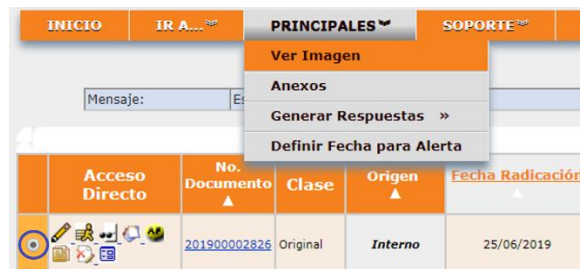 INICIO IR A... PRINCIPALES SOPORTE
Ver Imagen
Anexos
Generar Respuestas »
Definir Fecha para Alerta
Mensaje: Es
Acceso Directo No. Documento Clase Origen Fecha Radicación
201900002826 Original Interno 25/06/2019